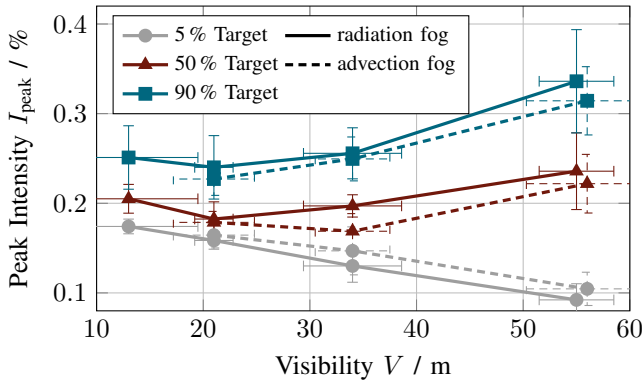 0.4
0.3
0.2
0.1
Peak Intensity I_peak / %
5 % Target
50 % Target
90 % Target
radiation fog
advection fog
10 20 30 40 50 60
Visibility V / m